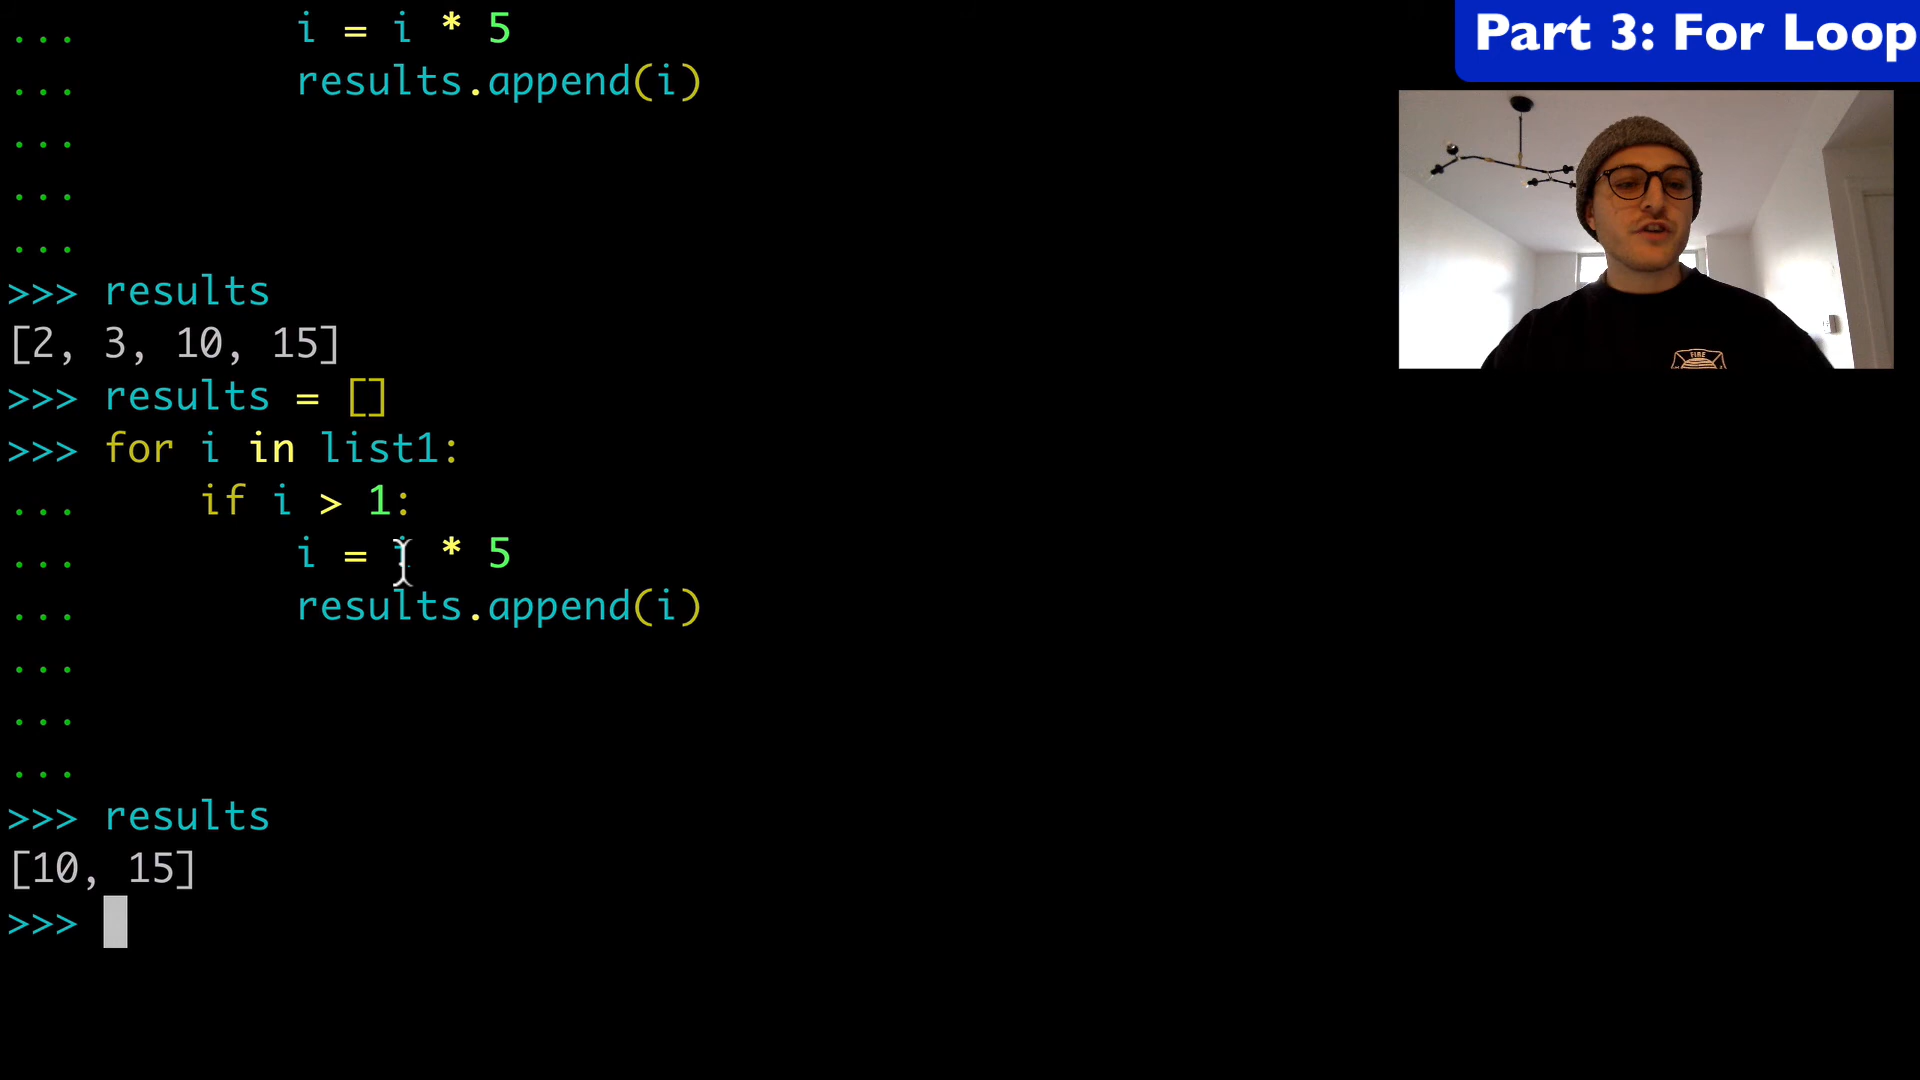 Part 3: For Loop
... i = i * 5
... results.append(i)
...
...
...
>>> results
[2, 3, 10, 15]
>>> results = []
>>> for i in list1:
... if i > 1:
... i = i * 5
... results.append(i)
...
...
...
>>> results
[10, 15]
>>>
FIRE